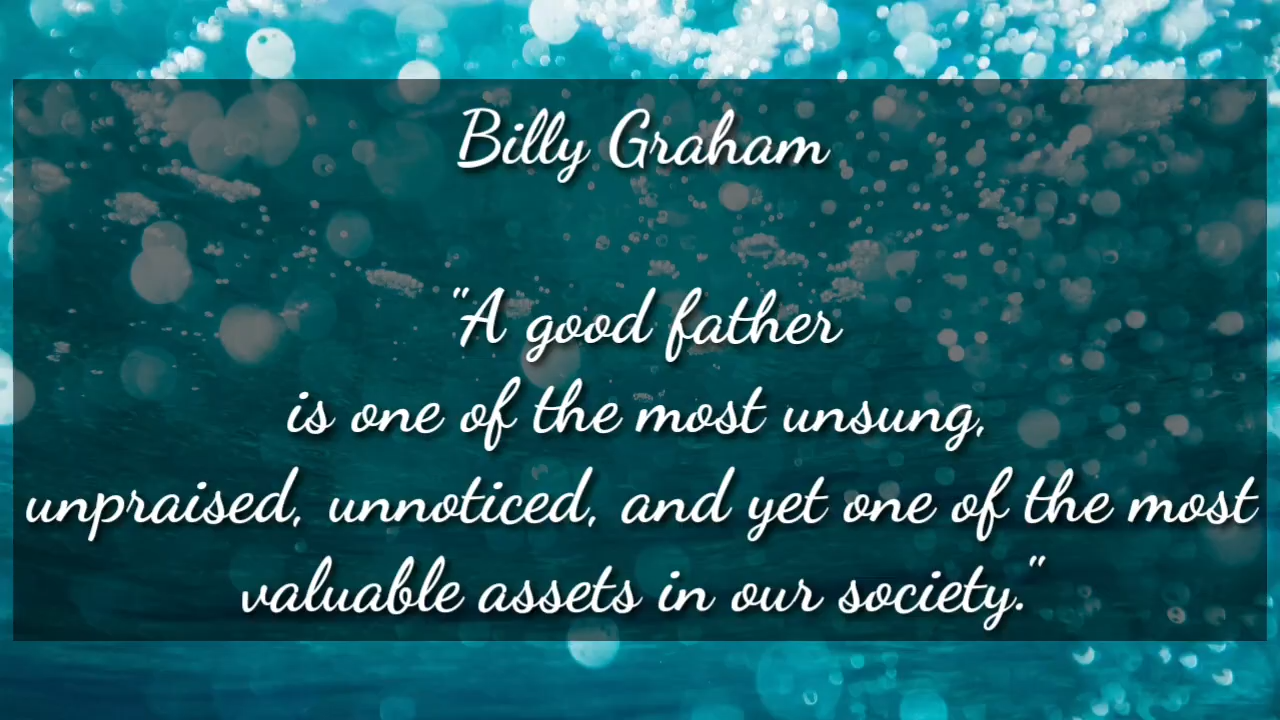 Billy Graham
"A good father
is one of the most unsung,
unpraised, unnoticed, and yet one of the most
valuable assets in our society."